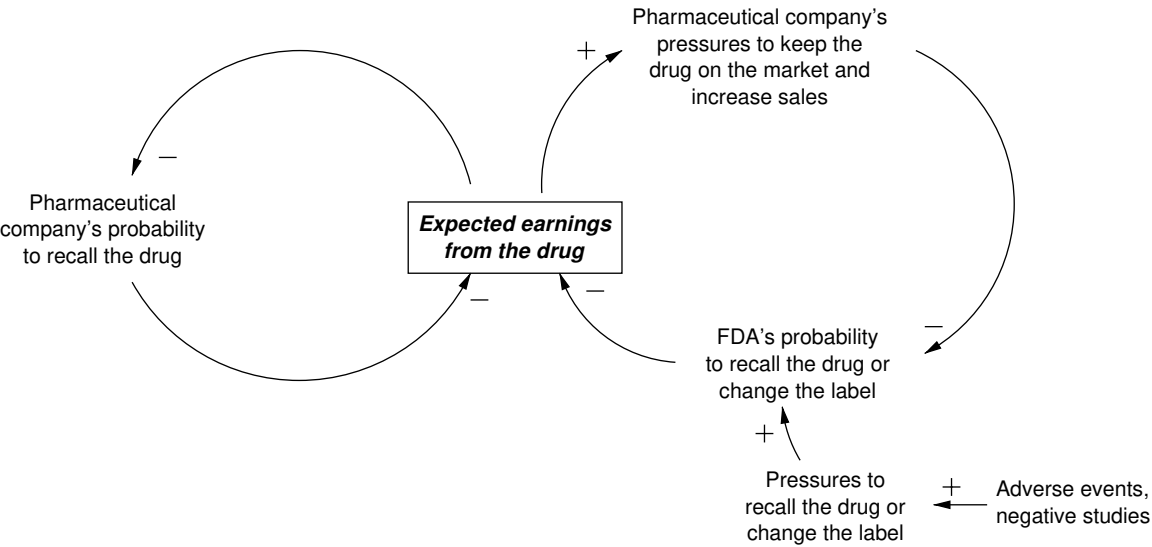 Pharmaceutical company’s
pressures to keep the
drug on the market and
increase sales
+
−
Pharmaceutical
company’s probability
to recall the drug
Expected earnings
from the drug
−
−
−
FDA’s probability
to recall the drug or
change the label
+
Pressures to
recall the drug or
change the label
+
Adverse events,
negative studies